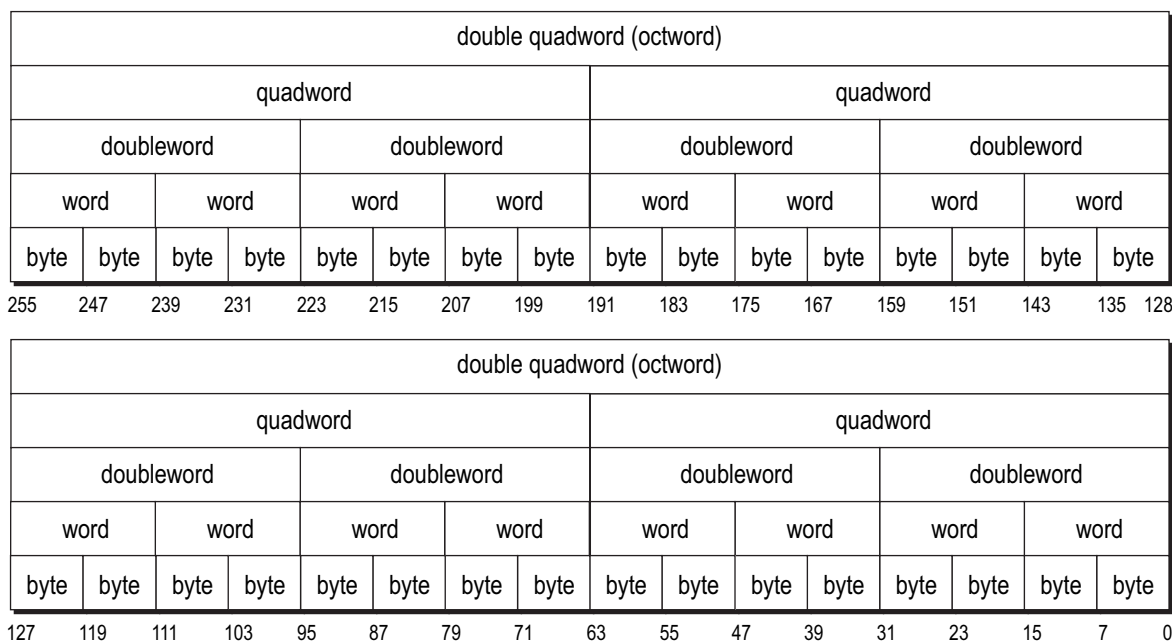 double quadword (octword)
quadword quadword
doubleword doubleword doubleword doubleword
word word word word word word word word
byte byte byte byte byte byte byte byte byte byte byte byte byte byte byte byte
255 247 239 231 223 215 207 199 191 183 175 167 159 151 143 135 128
double quadword (octword)
quadword quadword
doubleword doubleword doubleword doubleword
word word word word word word word word
byte byte byte byte byte byte byte byte byte byte byte byte byte byte byte byte
127 119 111 103 95 87 79 71 63 55 47 39 31 23 15 7 0